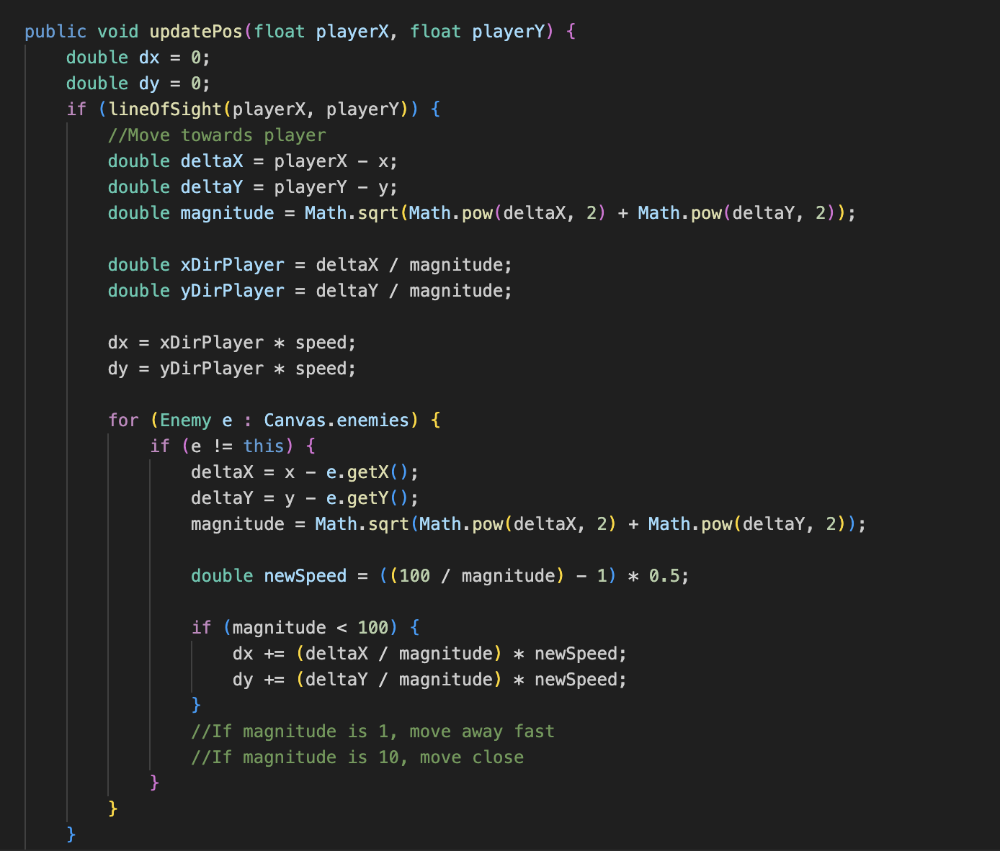 public void updatePos(float playerX, float playerY) {
    double dx = 0;
    double dy = 0;
    if (lineOfSight(playerX, playerY)) {
        //Move towards player
        double deltaX = playerX - x;
        double deltaY = playerY - y;
        double magnitude = Math.sqrt(Math.pow(deltaX, 2) + Math.pow(deltaY, 2));

        double xDirPlayer = deltaX / magnitude;
        double yDirPlayer = deltaY / magnitude;

        dx = xDirPlayer * speed;
        dy = yDirPlayer * speed;

        for (Enemy e : Canvas.enemies) {
            if (e != this) {
                deltaX = x - e.getX();
                deltaY = y - e.getY();
                magnitude = Math.sqrt(Math.pow(deltaX, 2) + Math.pow(deltaY, 2));

                double newSpeed = ((100 / magnitude) - 1) * 0.5;

                if (magnitude < 100) {
                    dx += (deltaX / magnitude) * newSpeed;
                    dy += (deltaY / magnitude) * newSpeed;
                }
                //If magnitude is 1, move away fast
                //If magnitude is 10, move close
            }
        }
    }